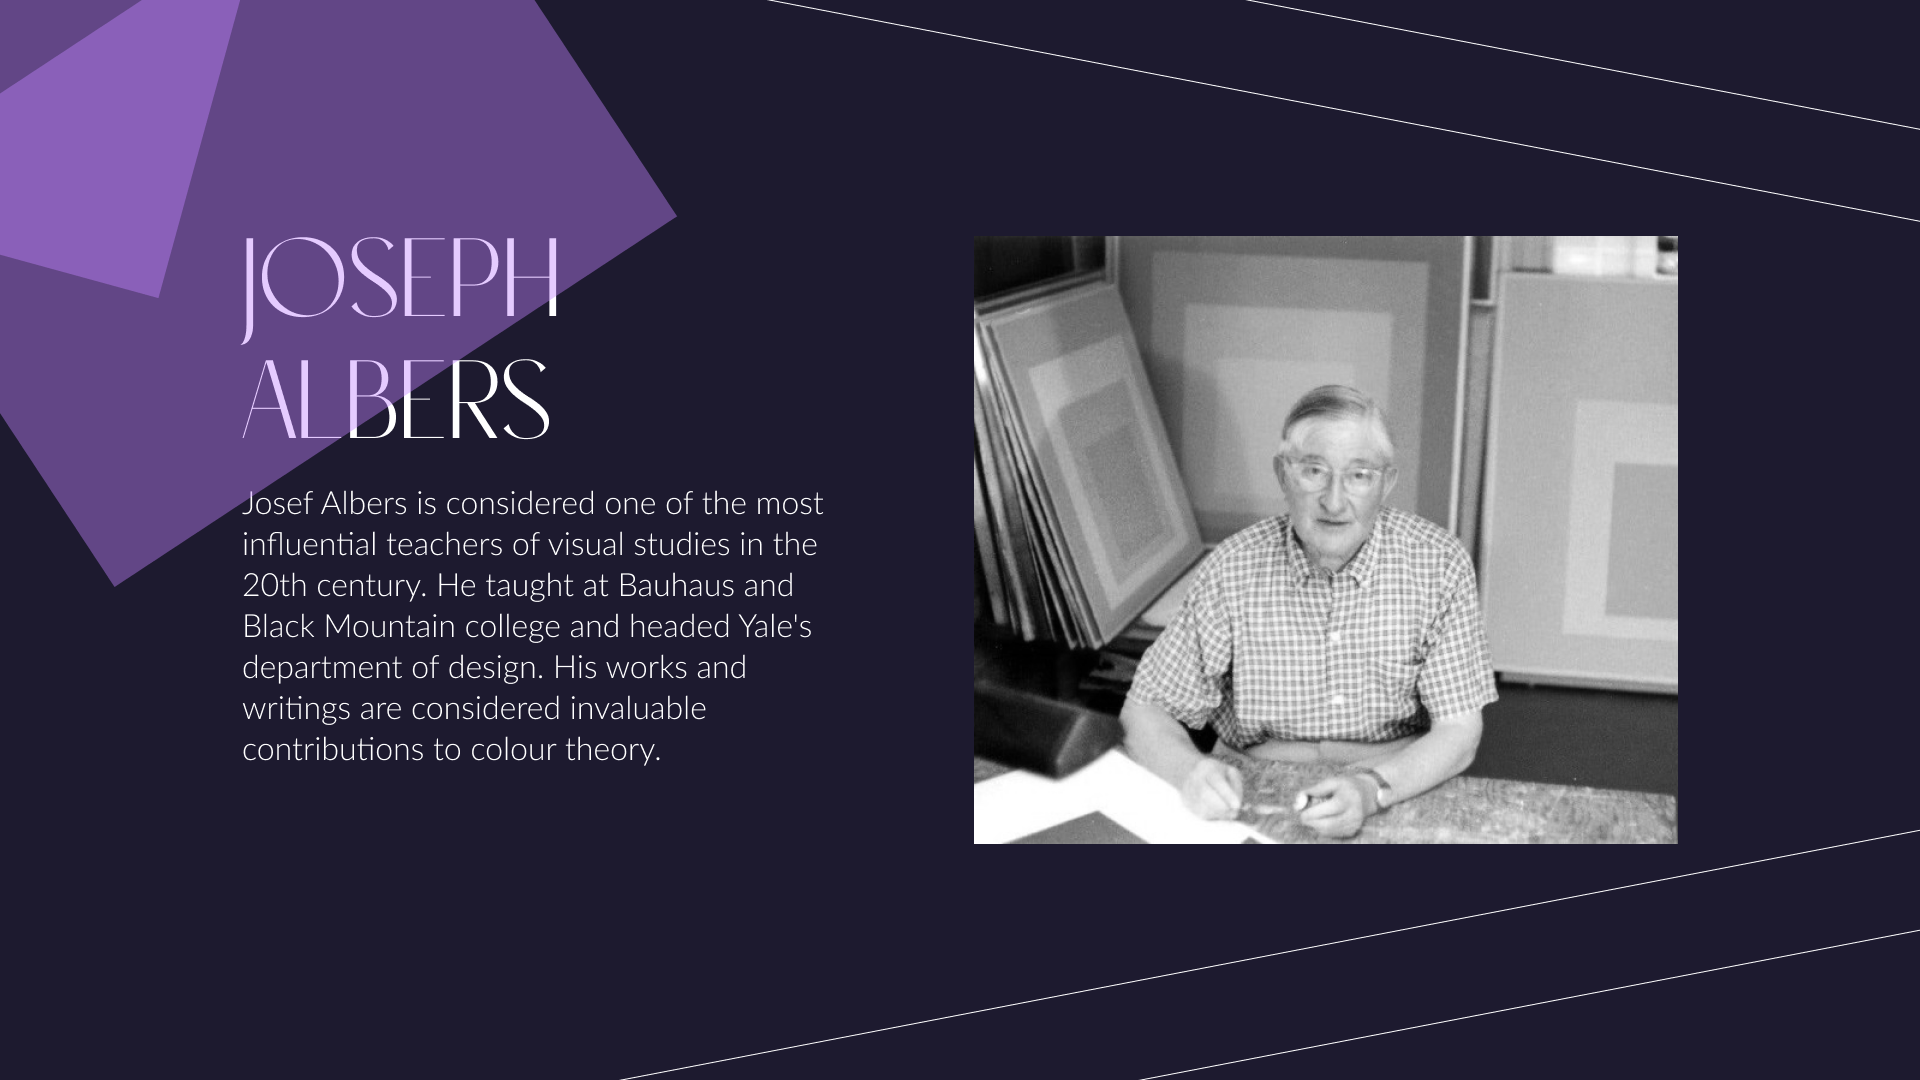 JOSEPH
ALBERS
Josef Albers is considered one of the most
influential teachers of visual studies in the
20th century. He taught at Bauhaus and
Black Mountain college and headed Yale's
department of design. His works and
writings are considered invaluable
contributions to colour theory.